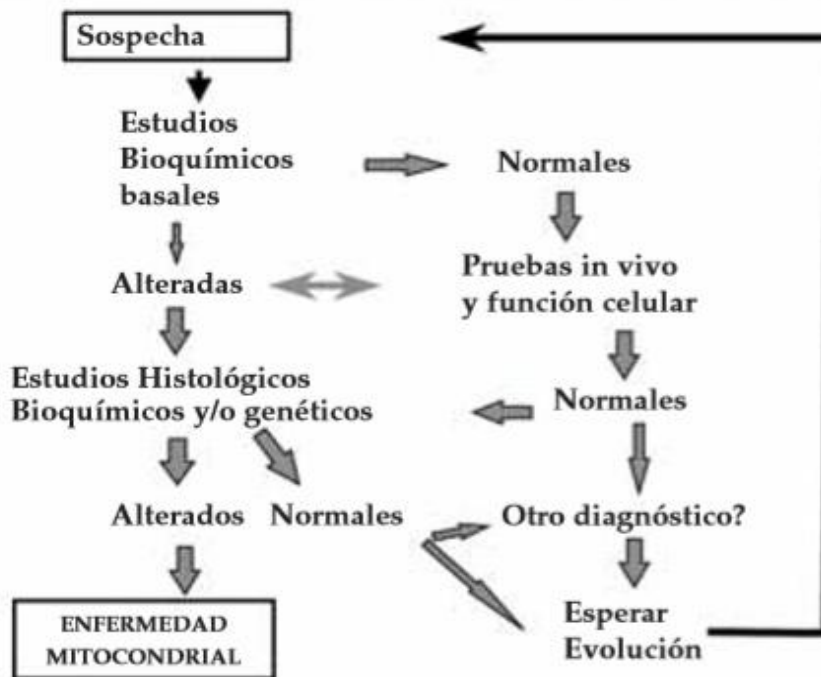 Sospecha
Estudios
Bioquímicos
basales
Normales
Alteradas
Pruebas in vivo
y función celular
Estudios Histológicos
Bioquímicos y/o genéticos
Normales
Alterados
Normales
Otro diagnóstico?
ENFERMEDAD
MITOCONDRIAL
Esperar
Evolución